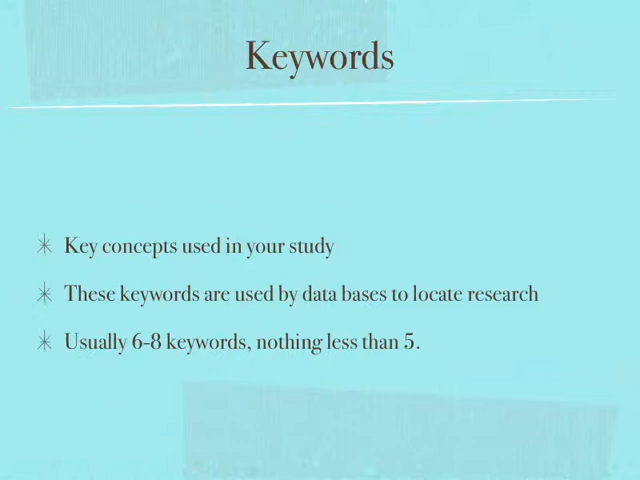 Keywords
Key concepts used in your study
These keywords are used by data bases to locate research
Usually 6-8 keywords, nothing less than 5.